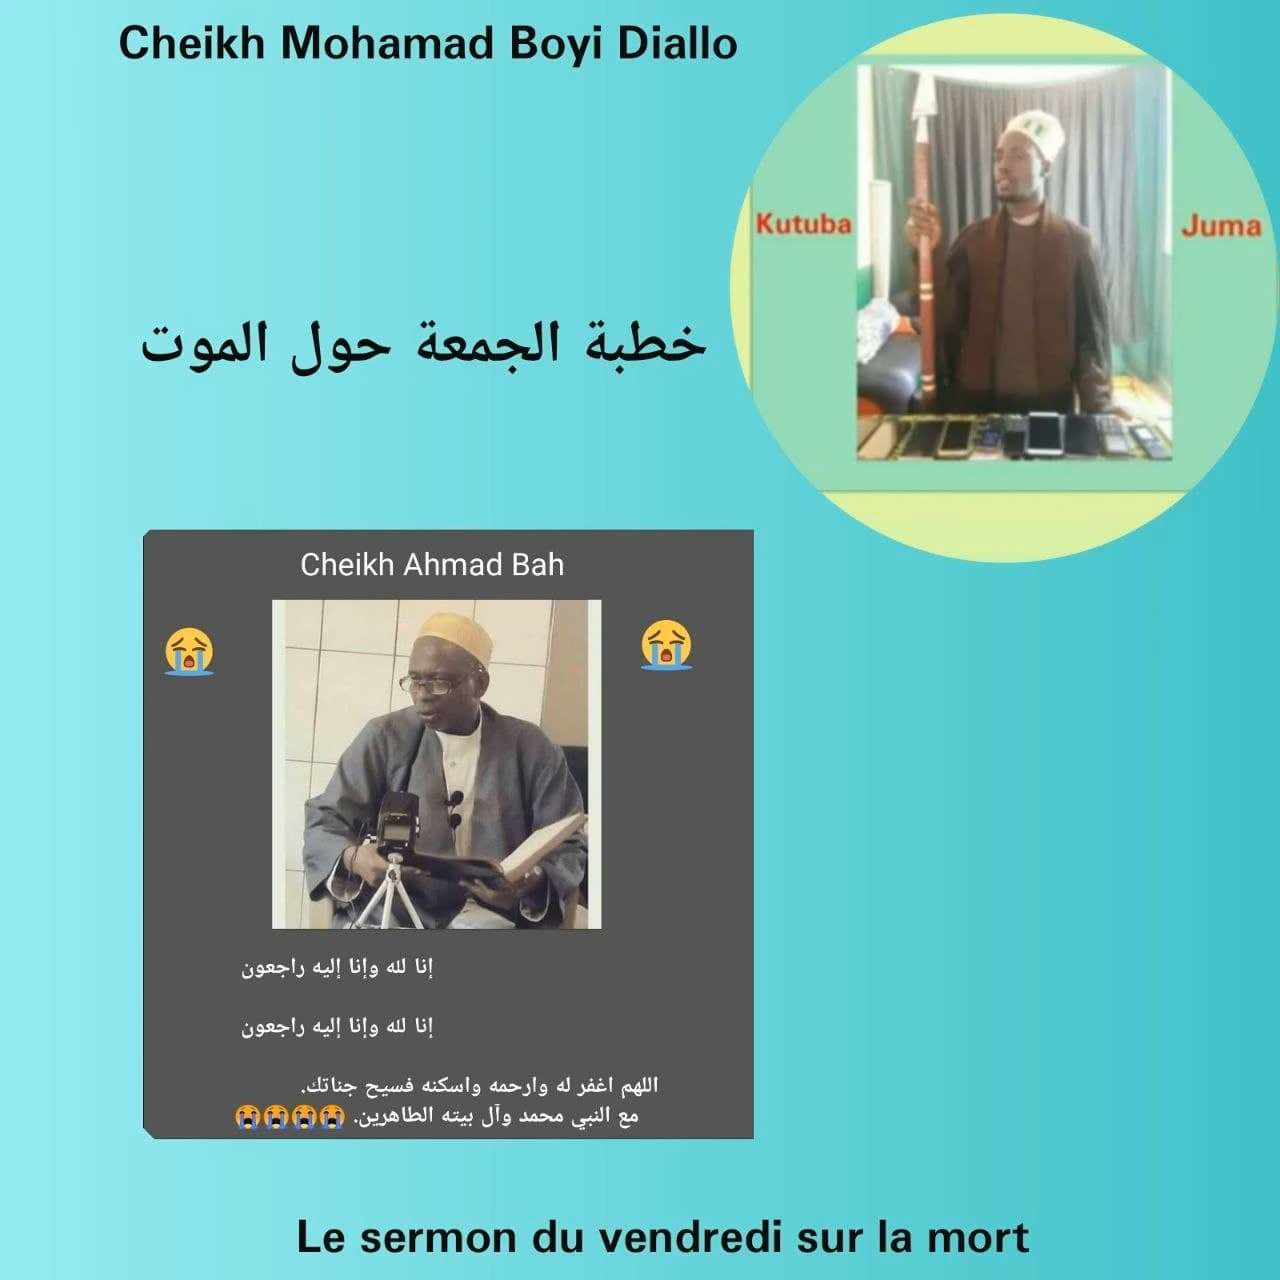 Cheikh Mohamad Boyi Diallo
Kutuba
Juma
خطبة الجمعة حول الموت
Cheikh Ahmad Bah
إنا لله وإنا إليه راجعون
إنا لله وإنا إليه راجعون
اللهم اغفر له وارحمه واسكنه فسيح جناتك.
مع النبي محمد وآل بيته الطاهرين. 😭😭😭😭
Le sermon du vendredi sur la mort